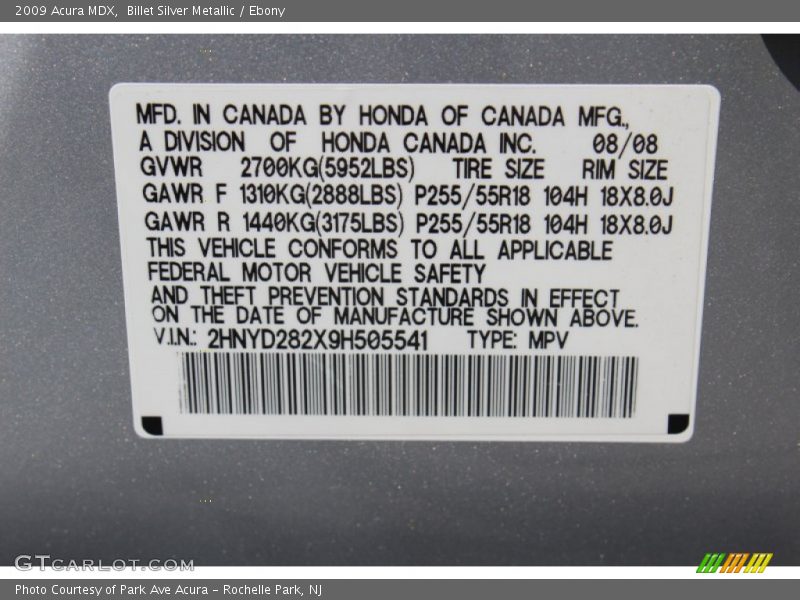 2009 Acura MDX, Billet Silver Metallic / Ebony
MFD. IN CANADA BY HONDA OF CANADA MFG.,
A DIVISION OF HONDA CANADA INC. 08/08
GVWR 2700KG(5952LBS) TIRE SIZE RIM SIZE
GAWR F 1310KG(2888LBS) P255/55R18 104H 18X8.0J
GAWR R 1440KG(3175LBS) P255/55R18 104H 18X8.0J
THIS VEHICLE CONFORMS TO ALL APPLICABLE
FEDERAL MOTOR VEHICLE SAFETY
AND THEFT PREVENTION STANDARDS IN EFFECT
ON THE DATE OF MANUFACTURE SHOWN ABOVE.
V.I.N.: 2HNYD282X9H505541 TYPE: MPV
GTCARLOT.COM
Photo Courtesy of Park Ave Acura - Rochelle Park, NJ